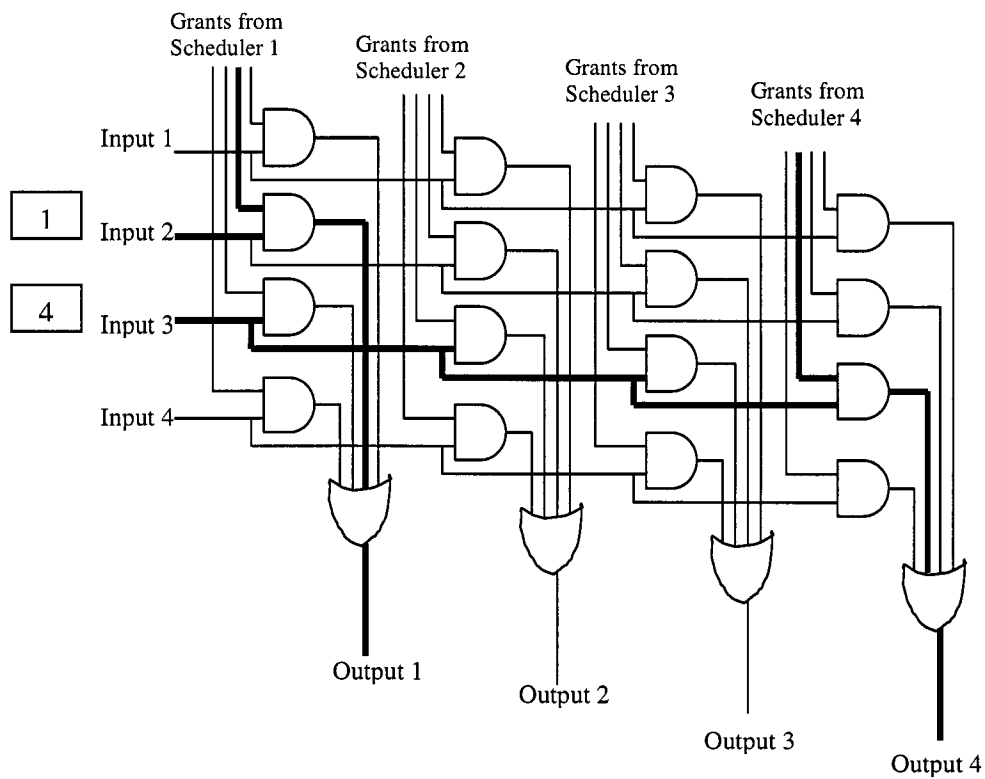 Grants from
Scheduler 1
Grants from
Scheduler 2
Grants from
Scheduler 3
Grants from
Scheduler 4
Input 1
1
Input 2
4
Input 3
Input 4
Output 1
Output 2
Output 3
Output 4